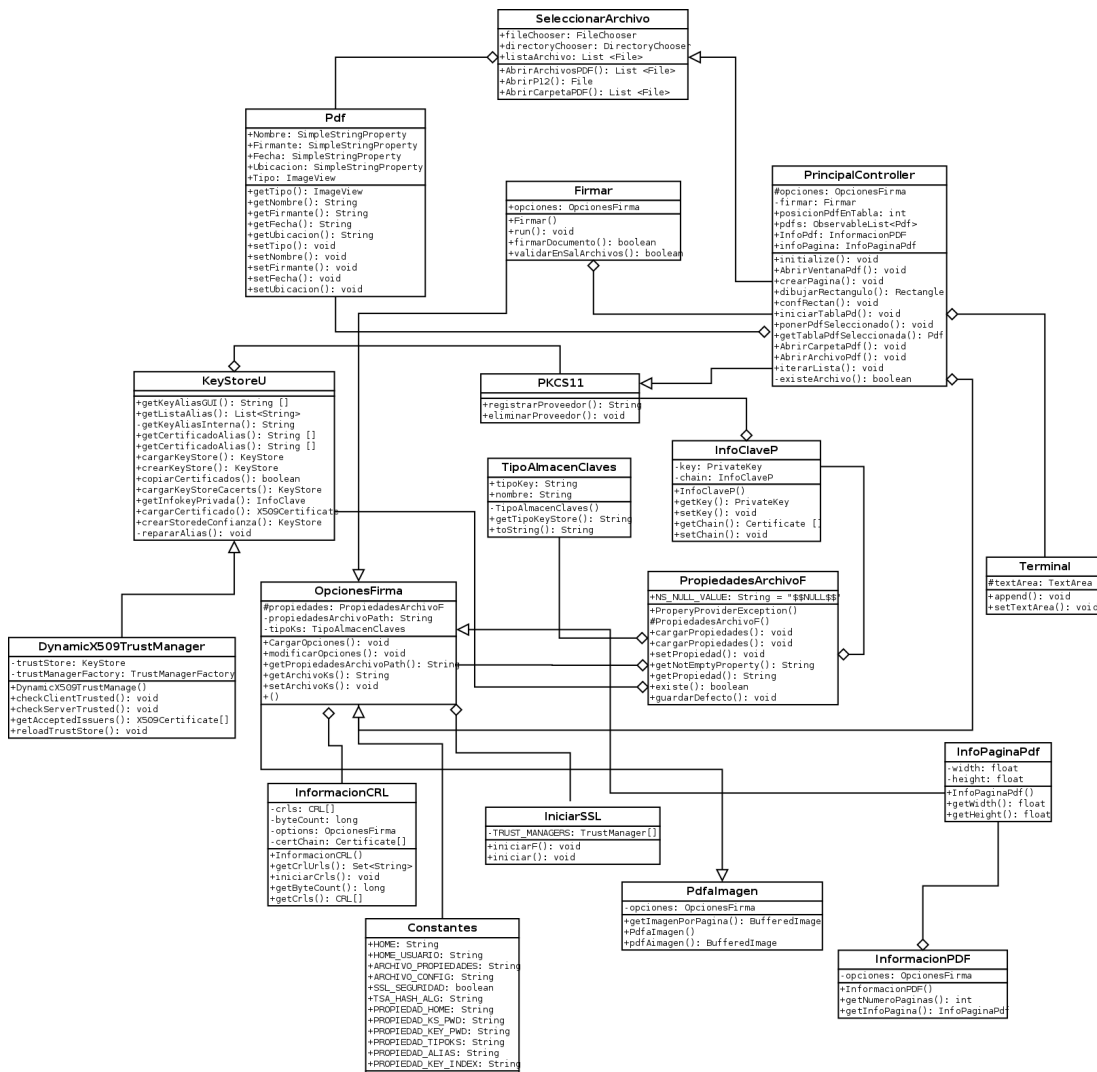 SeleccionarArchivo
+fileChooser: FileChooser
+directoryChooser: DirectoryChooser
+listaArchivo: List <File>
+AbrirArchivosPDF(): List <File>
+AbrirP12(): File
+AbrirCarpetaPDF(): List <File>
Pdf
+Nombre: SimpleStringProperty
+Firmante: SimpleStringProperty
+Fecha: SimpleStringProperty
+Ubicacion: SimpleStringProperty
+Tipo: ImageView
+getTipo(): ImageView
+getNombre(): String
+getFirmante(): String
+getFecha(): String
+getUbicacion(): String
+setTipo(): void
+setNombre(): void
+setFirmante(): void
+setFecha(): void
+setUbicacion(): void
Firmar
+opciones: OpcionesFirma
+Firmar()
+run(): void
+firmarDocumento(): boolean
+validarEnSalArchivos(): boolean
PrincipalController
#opciones: OpcionesFirma
-firmar: Firmar
+posicionPdfEnTabla: int
+pdfs: ObservableList<Pdf>
+InfoPdf: InformacionPDF
+infoPagina: InfoPaginaPdf
+initialize(): void
+AbrirVentanaPdf(): void
+crearPagina(): void
+dibujarRectangulo(): Rectangle
+confRectan(): void
+iniciarTablaPd(): void
+ponerPdfSeleccionado(): void
+getTablaPdfSeleccionada(): Pdf
+AbrirCarpetaPdf(): void
+AbrirArchivoPdf(): void
+iterarLista(): void
-existeArchivo(): boolean
KeyStoreU
+getKeyAliasGUI(): String []
+getListaAlias(): List<String>
-getKeyAliasInterna(): String
+getCertificadoAlias(): String []
+getCertificadoAlias(): String []
+cargarKeyStore(): KeyStore
+crearKeyStore(): KeyStore
+copiarCertificados(): boolean
+cargarKeyStoreCacerts(): KeyStore
+getInfokeyPrivada(): InfoClave
+cargarCertificado(): X509Certificate
+crearStoredeConfianza(): KeyStore
-repararAlias(): void
PKCS11
+registrarProveedor(): String
+eliminarProveedor(): void
InfoClaveP
-key: PrivateKey
-chain: InfoClaveP
+InfoClaveP()
+getKey(): PrivateKey
+setKey(): void
+getChain(): Certificate []
+setChain(): void
TipoAlmacenClaves
+tipoKey: String
+nombre: String
-TipoAlmacenClaves()
+getTipoKeyStore(): String
+toString(): String
Terminal
#textArea: TextArea
+append(): void
+setTextArea(): void
OpcionesFirma
#propiedades: PropiedadesArchivoF
-propiedadesArchivoPath: String
-tipoKs: TipoAlmacenClaves
+CargarOpciones(): void
+modificarOpciones(): void
+getPropiedadesArchivoPath(): String
+getArchivoKs(): String
+setArchivoKs(): void
+()
PropiedadesArchivoF
+NS_NULL_VALUE: String = "$$NULL$$"
+ProperyProviderException()
#PropiedadesArchivoF()
+cargarPropiedades(): void
+cargarPropiedades(): void
+setPropiedad(): void
+getNotEmptyProperty(): String
+getPropiedad(): String
+existe(): boolean
+guardarDefecto(): void
DynamicX509TrustManager
-trustStore: KeyStore
-trustManagerFactory: TrustManagerFactory
+DynamicX509TrustManage()
+checkClientTrusted(): void
+checkServerTrusted(): void
+getAcceptedIssuers(): X509Certificate[]
+reloadTrustStore(): void
InfoPaginaPdf
-width: float
-height: float
+InfoPaginaPdf()
+getWidth(): float
+getHeight(): float
InformacionCRL
-crls: CRL[]
-byteCount: long
-options: OpcionesFirma
-certChain: Certificate[]
+InformacionCRL()
+getCrlUrls(): Set<String>
+iniciarCrls(): void
+getByteCount(): long
+getCrls(): CRL[]
IniciarSSL
-TRUST_MANAGERS: TrustManager[]
+iniciarF(): void
+iniciar(): void
PdfaImagen
-opciones: OpcionesFirma
+getImagenPorPagina(): BufferedImage
+PdfaImagen()
+pdfAimagen(): BufferedImage
Constantes
+HOME: String
+HOME_USUARIO: String
+ARCHIVO_PROPIEDADES: String
+ARCHIVO_CONFIG: String
+SSL_SEGURIDAD: boolean
+TSA_HASH_ALG: String
+PROPIEDAD_HOME: String
+PROPIEDAD_KS_PWD: String
+PROPIEDAD_KEY_PWD: String
+PROPIEDAD_TIPOKS: String
+PROPIEDAD_ALIAS: String
+PROPIEDAD_KEY_INDEX: String
InformacionPDF
-opciones: OpcionesFirma
+InformacionPDF()
+getNumeroPaginas(): int
+getInfoPagina(): InfoPaginaPdf